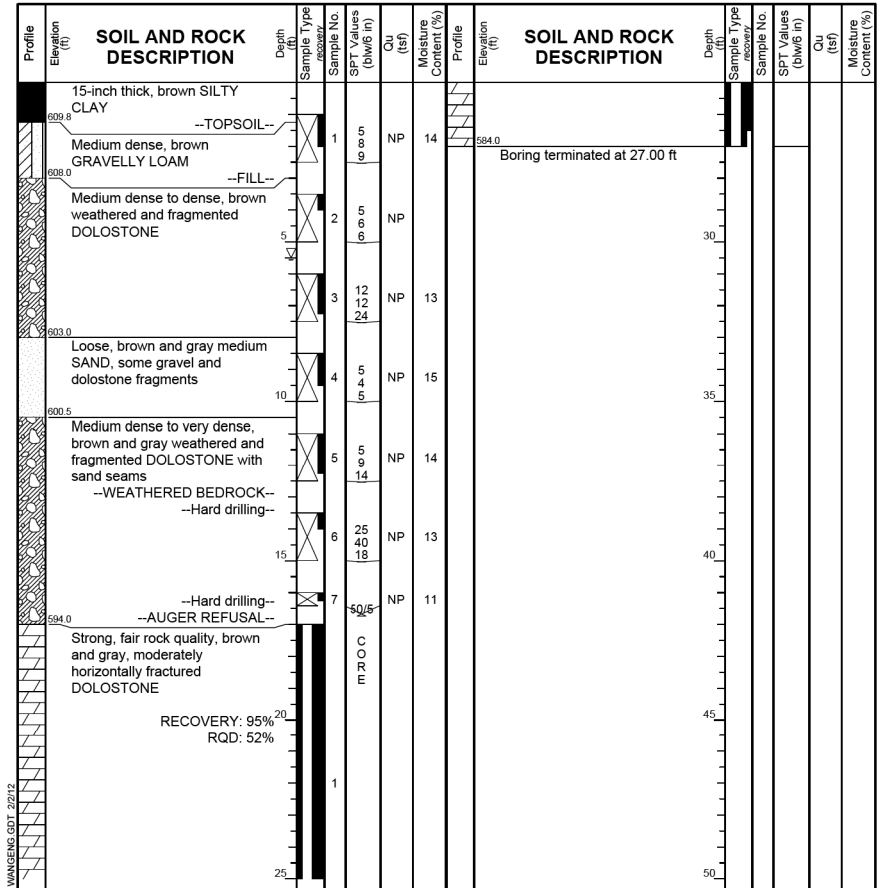 Profile
Elevation
(ft)
SOIL AND ROCK
DESCRIPTION
Depth
(ft)
Sample Type
recovery
Sample No.
SPT Values
(blw/6 in)
Qu
(tsf)
Moisture
Content (%)
Profile
Elevation
(ft)
SOIL AND ROCK
DESCRIPTION
Depth
(ft)
Sample Type
recovery
Sample No.
SPT Values
(blw/6 in)
Qu
(tsf)
Moisture
Content (%)
15-inch thick, brown SILTY
CLAY
609.8
--TOPSOIL--
Medium dense, brown
GRAVELLY LOAM
608.0
--FILL--
1
5
8
9
NP
14
Medium dense to dense, brown
weathered and fragmented
DOLOSTONE
5
2
5
6
6
NP
3
12
12
24
NP
13
603.0
Loose, brown and gray medium
SAND, some gravel and
dolostone fragments
10
4
5
4
5
NP
15
600.5
Medium dense to very dense,
brown and gray weathered and
fragmented DOLOSTONE with
sand seams
--WEATHERED BEDROCK--
--Hard drilling--
5
5
9
14
NP
14
15
6
25
40
18
NP
13
--Hard drilling--
7
50/5
NP
11
594.0
--AUGER REFUSAL--
Strong, fair rock quality, brown
and gray, moderately
horizontally fractured
DOLOSTONE
C
O
R
E
RECOVERY: 95%
20
RQD: 52%
1
25
584.0
Boring terminated at 27.00 ft
30
35
40
45
50
WANGENG.GDT 2/2/12